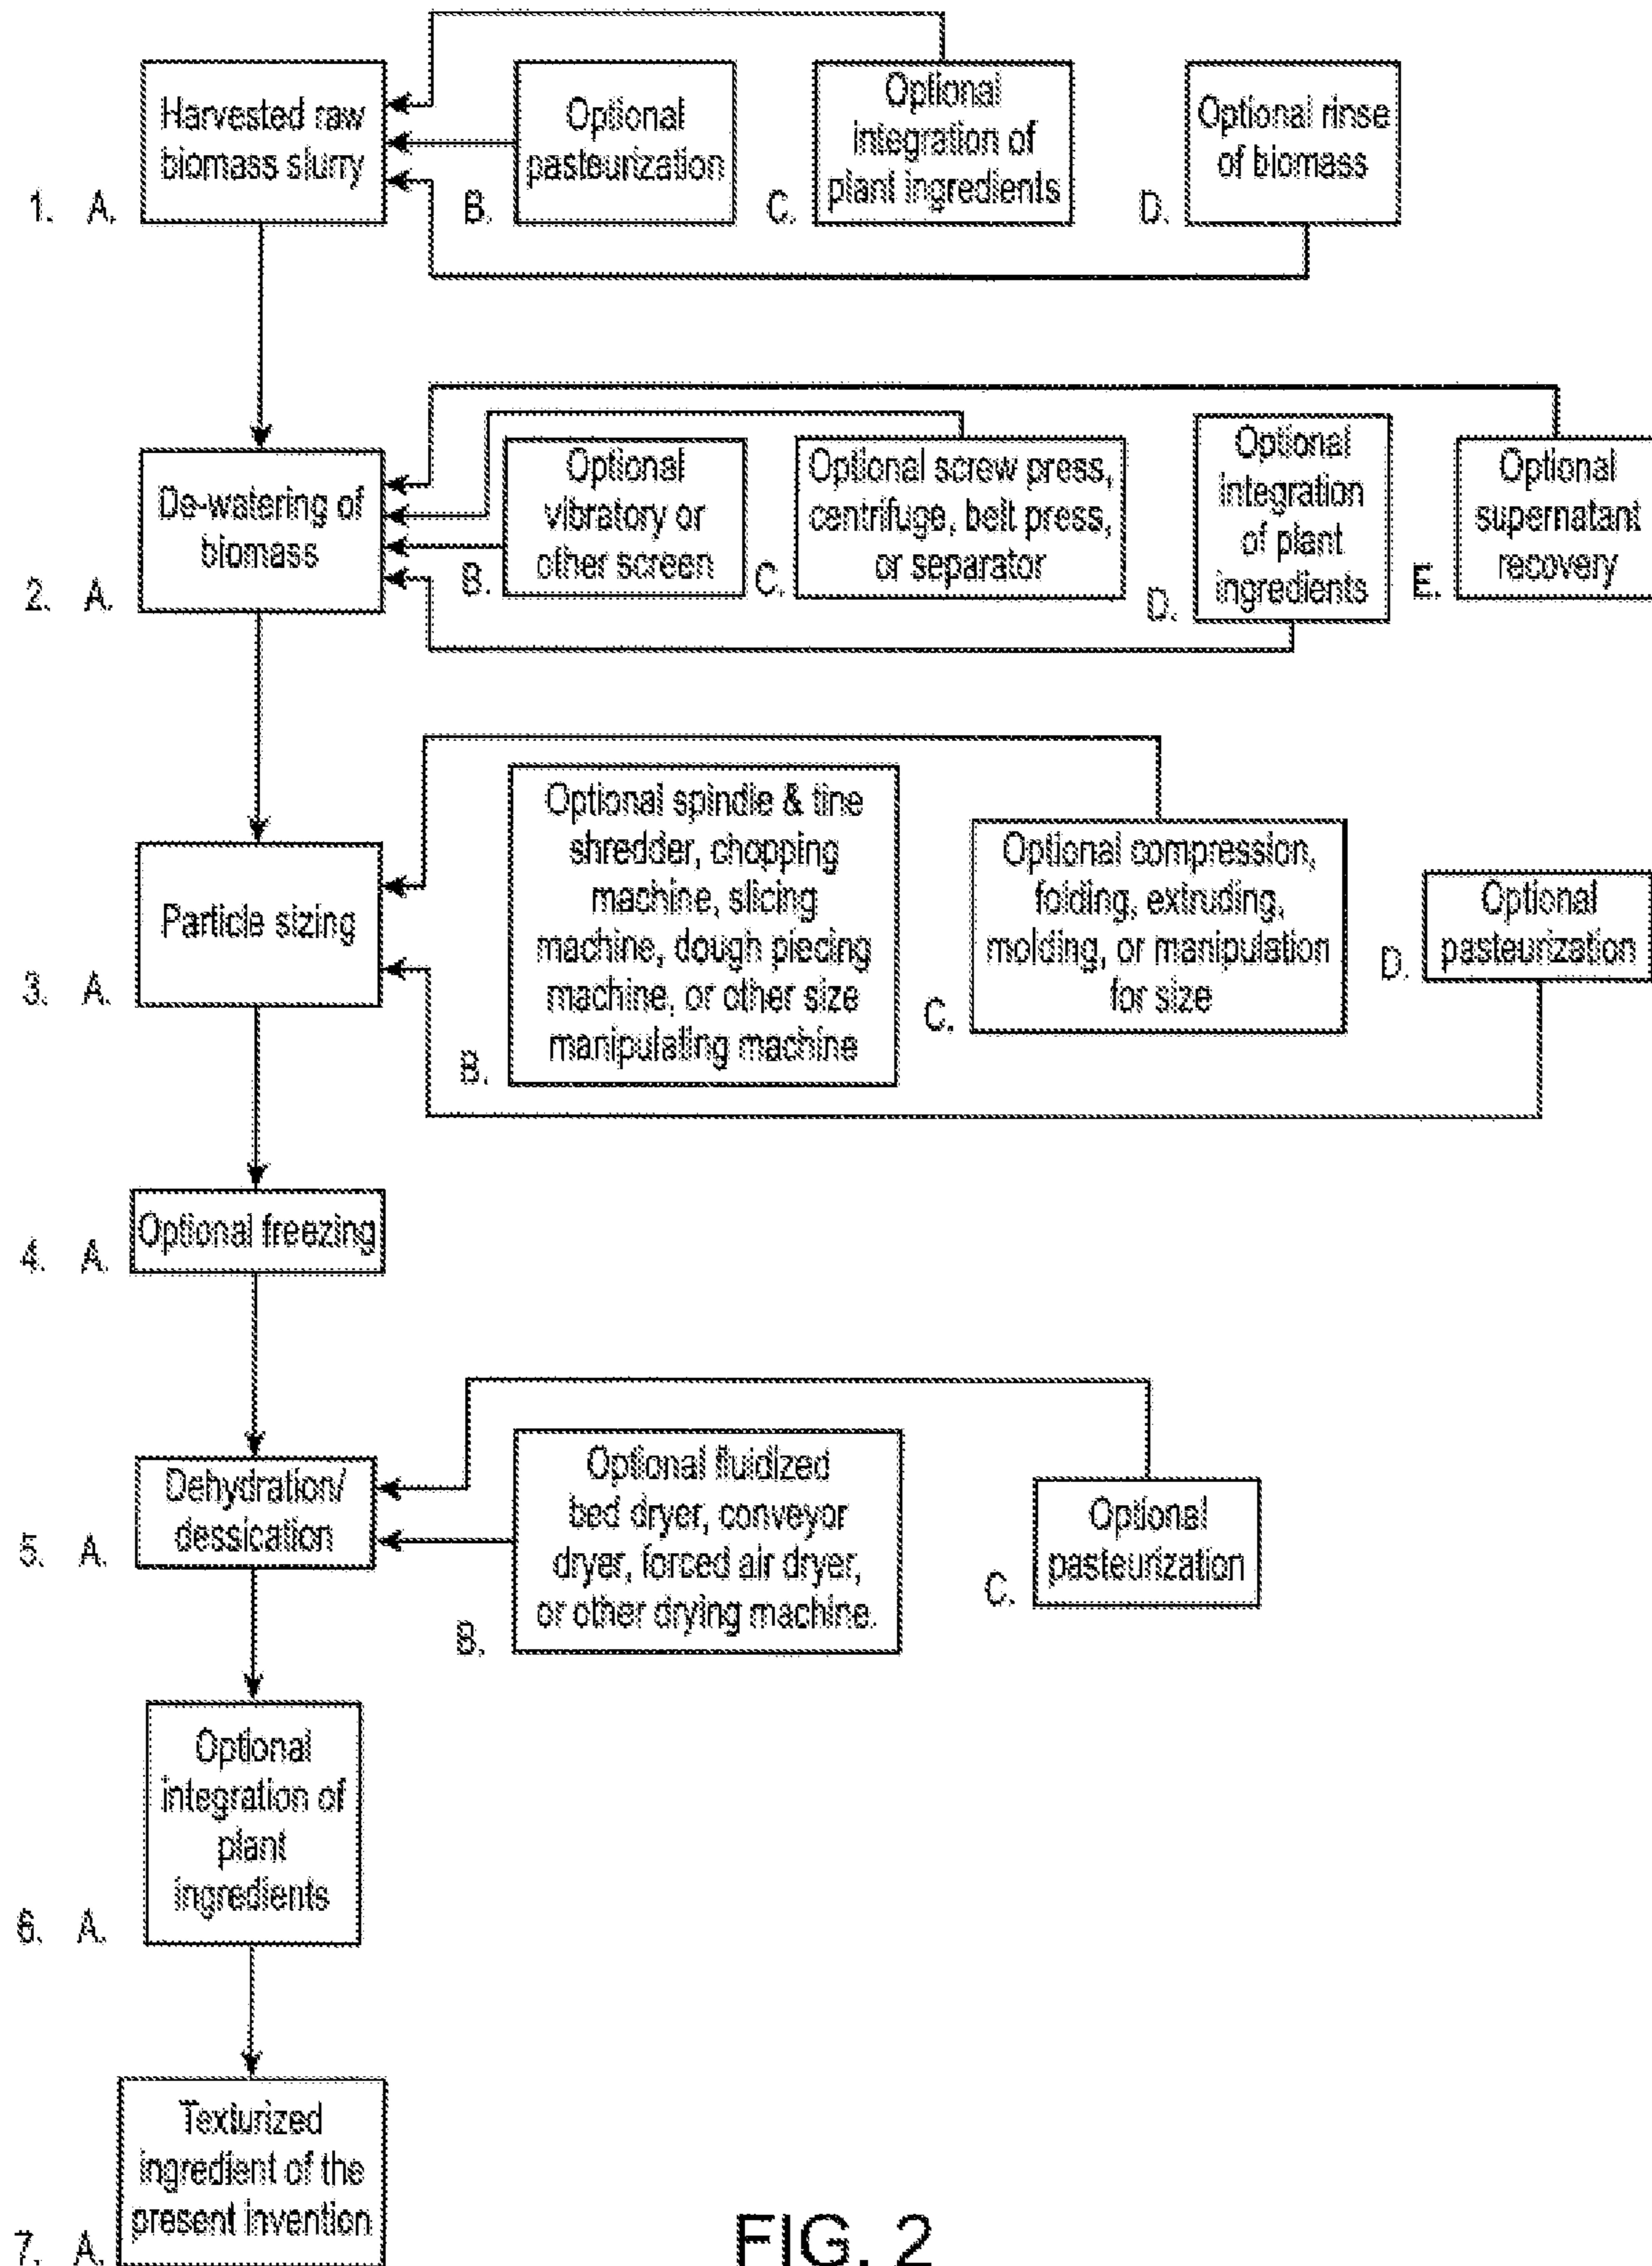 Harvested raw
biomass slurry
1. A.
Optional
pasteurization
B.
Optional
integration of
plant ingredients
C.
Optional rinse
of biomass
D.
De-watering of
biomass
2. A.
Optional
vibratory or
other screen
B.
Optional screw press,
centrifuge, belt press,
or separator
C.
Optional
integration
of plant
ingredients
D.
Optional
supernatant
recovery
E.
Particle sizing
3. A.
Optional spindle & tine
shredder, chopping
machine, slicing
machine, dough piecing
machine, or other size
manipulating machine
B.
Optional compression,
folding, extruding,
molding, or manipulation
for size
C.
Optional
pasteurization
D.
Optional freezing
4. A.
Dehydration/
dessication
5. A.
Optional fluidized
bed dryer, conveyor
dryer, forced air dryer,
or other drying machine.
B.
Optional
pasteurization
C.
Optional
integration of
plant
ingredients
6. A.
Texturized
ingredient of the
present invention
7. A.
FIG. 2